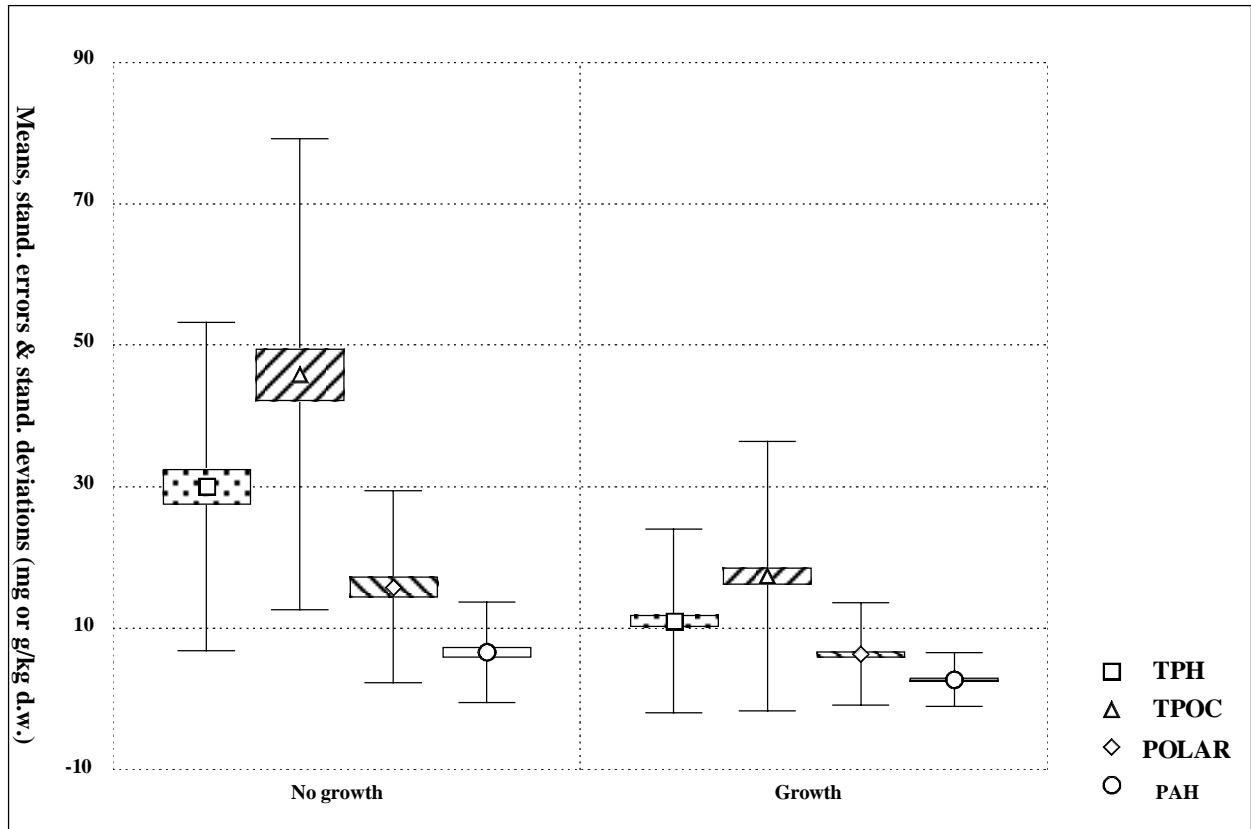 Means, stand. errors & stand. deviations (mg or g/kg d.w.)
90
70
50
30
10
-10
No growth
Growth
TPH
TPOC
POLAR
PAH